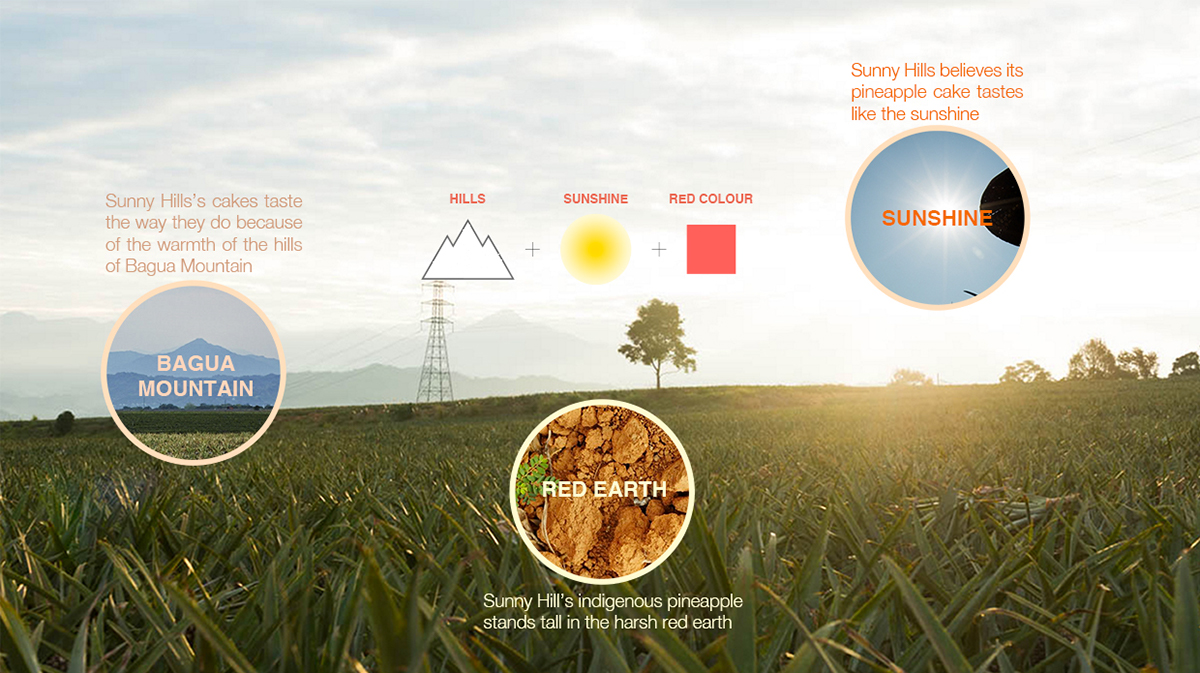 Sunny Hills believes its
pineapple cake tastes
like the sunshine
SUNSHINE
Sunny Hills's cakes taste
the way they do because
of the warmth of the hills
of Bagua Mountain
BAGUA
MOUNTAIN
HILLS
SUNSHINE
RED COLOUR
+
+
RED EARTH
Sunny Hill's indigenous pineapple
stands tall in the harsh red earth